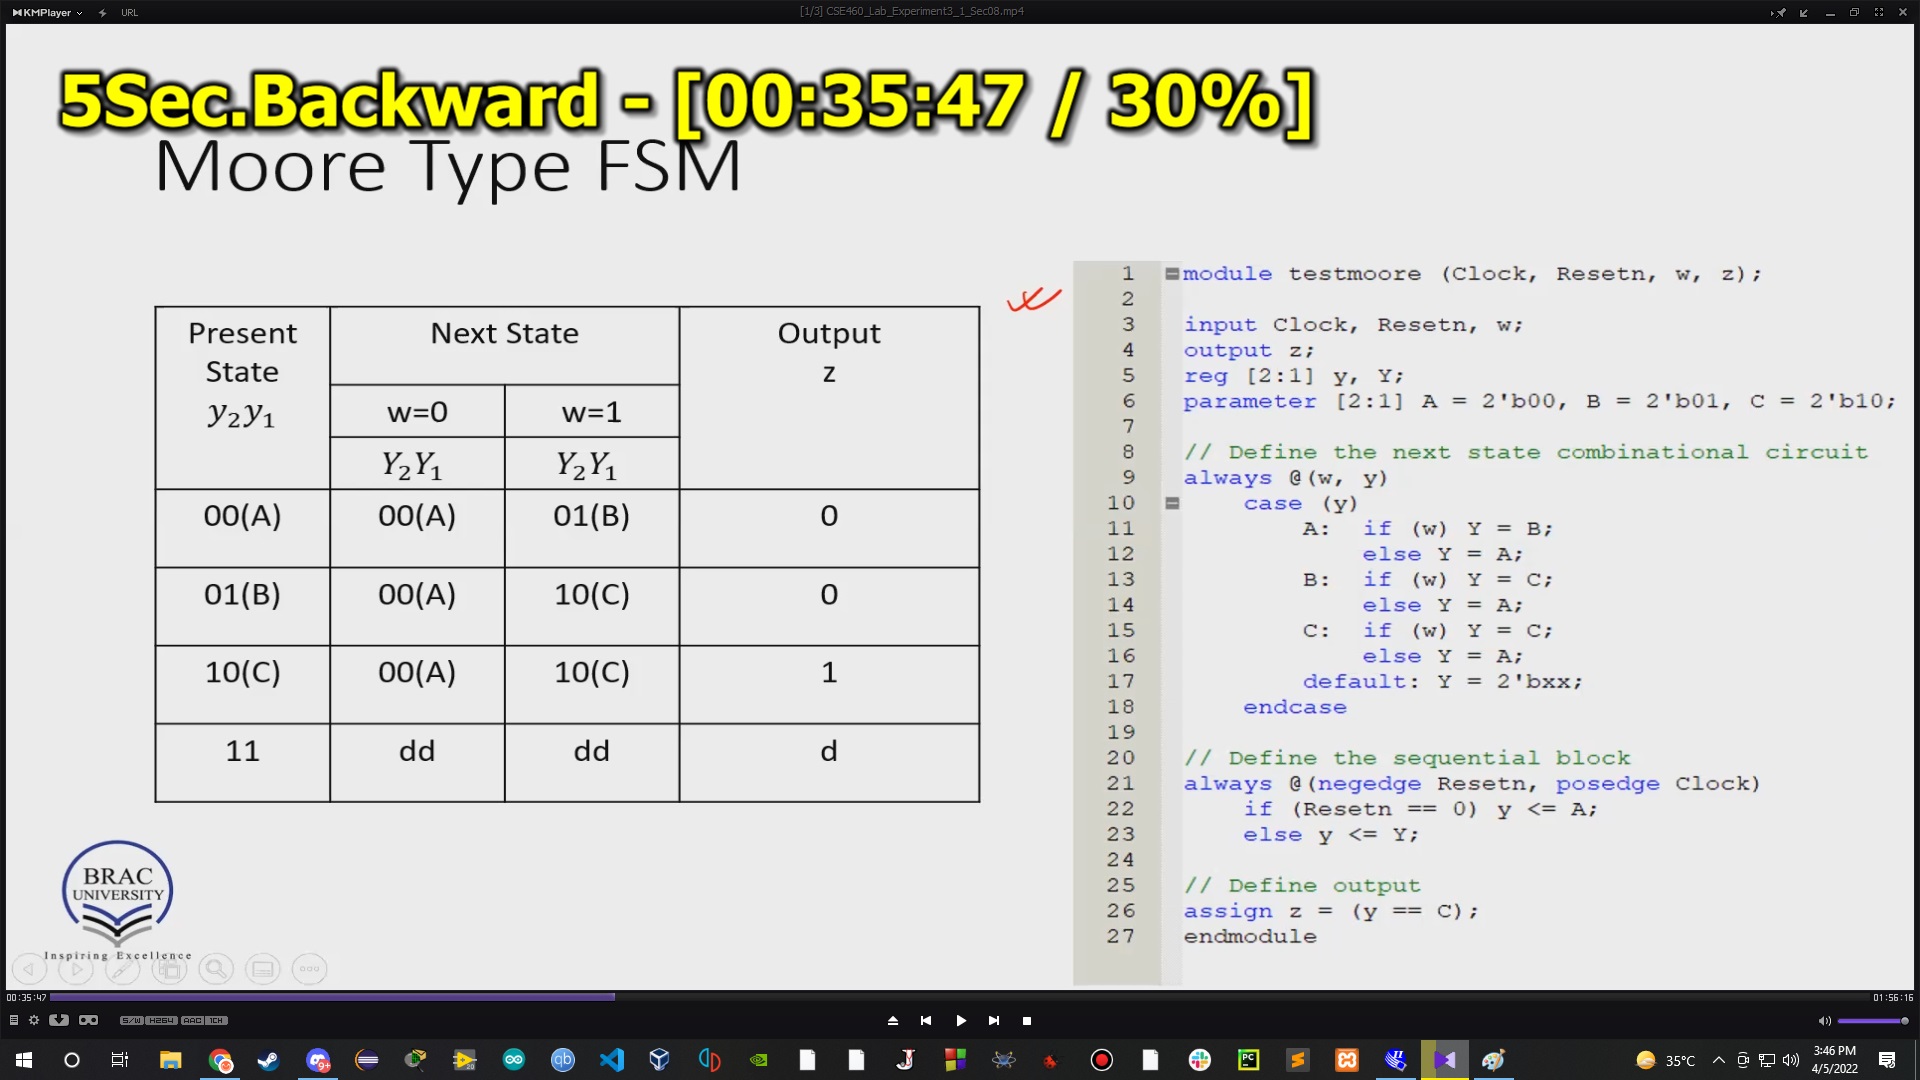 KMPlayer
URL
[1/3] CSE460_Lab_Experiment3_1_Sec08.mp4
5Sec.Backward - [00:35:47 / 30%]
Moore Type FSM
Present State y₂y₁ Next State Output z
w=0 w=1
Y₂Y₁ Y₂Y₁
00(A) 00(A) 01(B) 0
01(B) 00(A) 10(C) 0
10(C) 00(A) 10(C) 1
11 dd dd d
1 module testmoore (Clock, Resetn, w, z);
2
3 input Clock, Resetn, w;
4 output z;
5 reg [2:1] y, Y;
6 parameter [2:1] A = 2'b00, B = 2'b01, C = 2'b10;
7
8 // Define the next state combinational circuit
9 always @(w, y)
10 case (y)
11 A: if (w) Y = B;
12 else Y = A;
13 B: if (w) Y = C;
14 else Y = A;
15 C: if (w) Y = C;
16 else Y = A;
17 default: Y = 2'bxx;
18 endcase
19
20 // Define the sequential block
21 always @(negedge Resetn, posedge Clock)
22 if (Resetn == 0) y <= A;
23 else y <= Y;
24
25 // Define output
26 assign z = (y == C);
27 endmodule
BRAC
UNIVERSITY
Inspiring Excellence
00:35:47
01:56:16
S/W H264 AAC 1CH
35°C
3:46 PM
4/5/2022